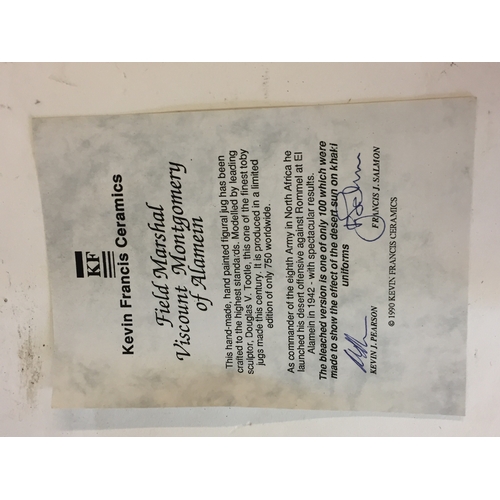 KF
Kevin Francis Ceramics
Field Marshal
Viscount Montgomery
of Alamein
This hand-made, hand painted figural jug has been
crafted to the highest standards. Modelled by leading
sculptor, Douglas V. Tootle, this one of the finest toby
jugs made this century. It is produced in a limited
edition of only 750 worldwide.
As commander of the eighth Army in North Africa he
launched his desert offensive against Rommel at El
Alamein in 1942 - with spectacular results.
The bleached version is one of only 100 which were
made to show the effect of the desert sun on khaki
uniforms
KEVIN J. PEARSON
FRANCIS J. SALMON
© 1990 KEVIN FRANCIS CERAMICS